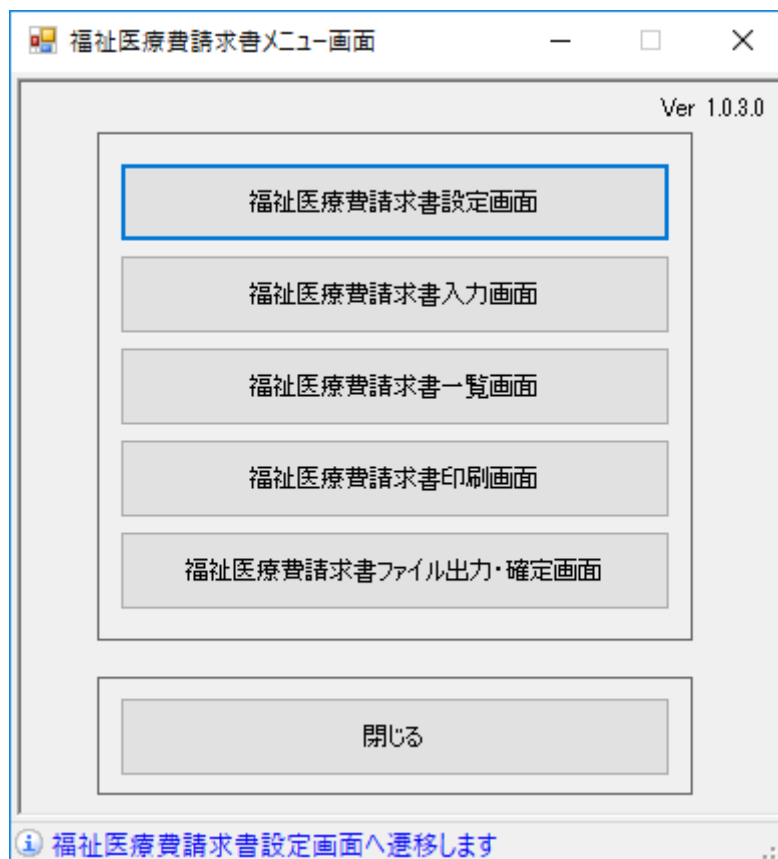 福祉医療費請求書メニュー画面
Ver 1.0.3.0
福祉医療費請求書設定画面
福祉医療費請求書入力画面
福祉医療費請求書一覧画面
福祉医療費請求書印刷画面
福祉医療費請求書ファイル出力・確定画面
閉じる
福祉医療費請求書設定画面へ遷移します